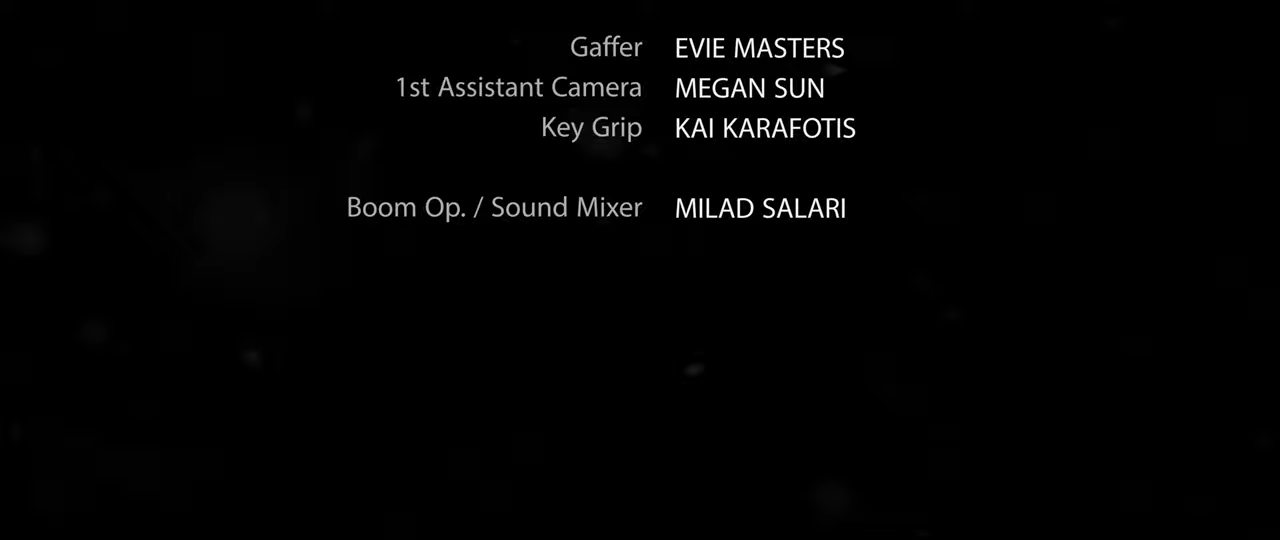 Gaffer EVIE MASTERS
1st Assistant Camera MEGAN SUN
Key Grip KAI KARAFOTIS
Boom Op. / Sound Mixer MILAD SALARI